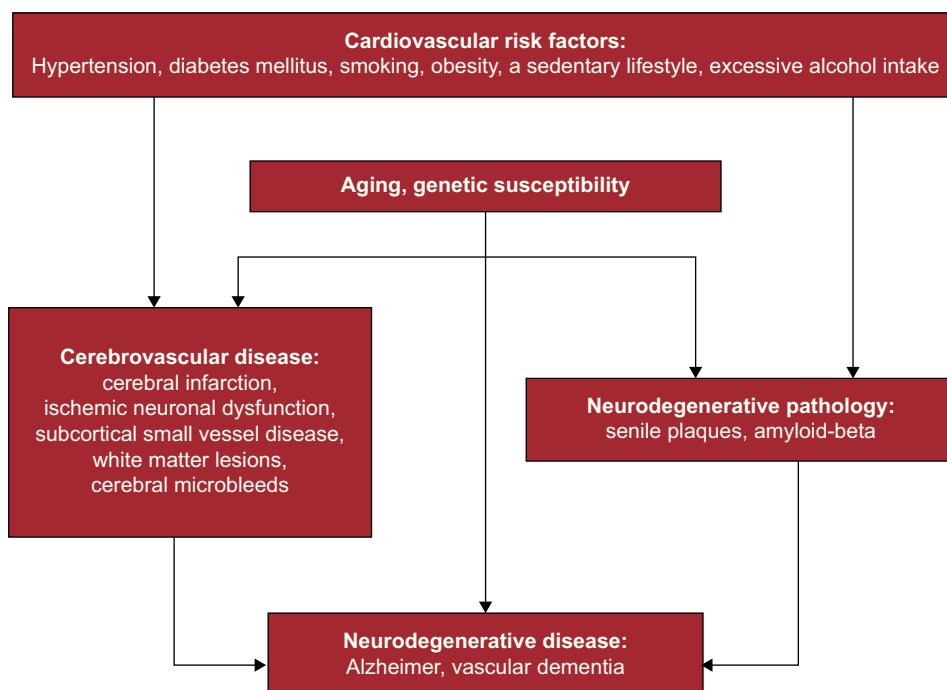 Cardiovascular risk factors:
Hypertension, diabetes mellitus, smoking, obesity, a sedentary lifestyle, excessive alcohol intake
Aging, genetic susceptibility
Cerebrovascular disease:
cerebral infarction,
ischemic neuronal dysfunction,
subcortical small vessel disease,
white matter lesions,
cerebral microbleeds
Neurodegenerative pathology:
senile plaques, amyloid-beta
Neurodegenerative disease:
Alzheimer, vascular dementia